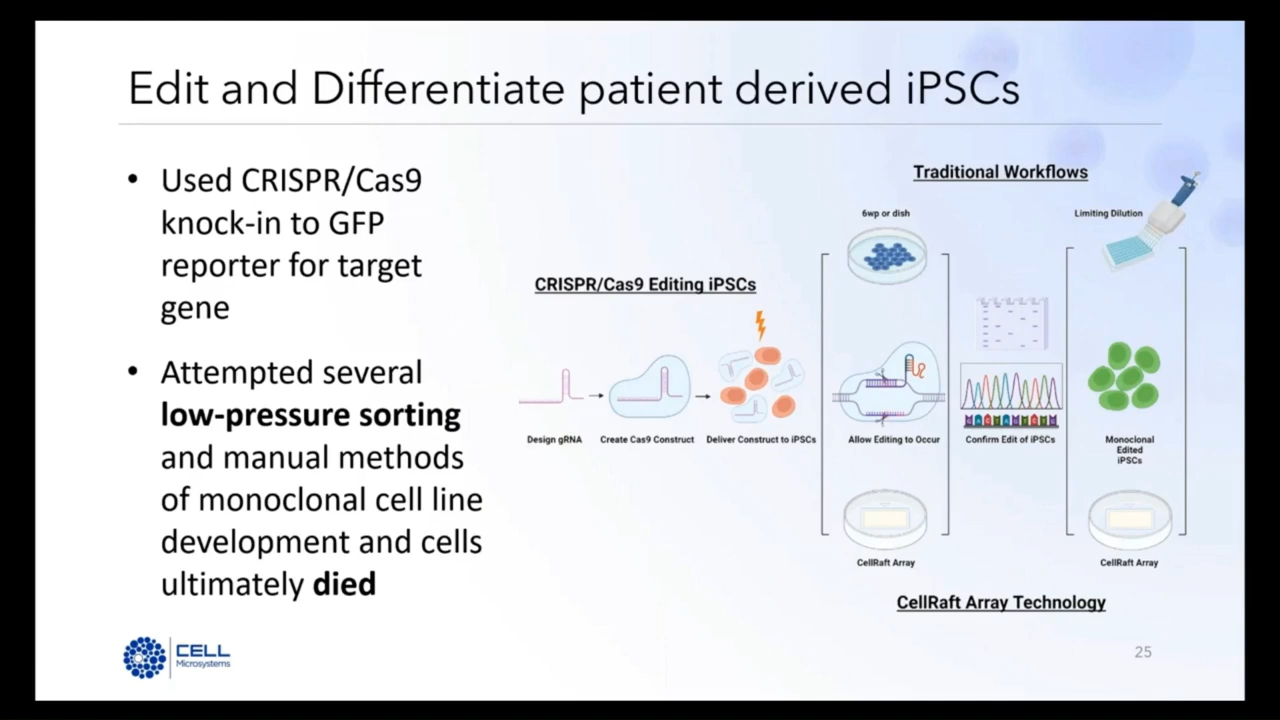 Edit and Differentiate patient derived iPSCs
• Used CRISPR/Cas9
knock-in to GFP
reporter for target
gene
• Attempted several
low-pressure sorting
and manual methods
of monoclonal cell line
development and cells
ultimately died
Traditional Workflows
6wp or dish
Limiting Dilution
CRISPR/Cas9 Editing iPSCs
Design gRNA
Create Cas9 Construct
Deliver Construct to iPSCs
Allow Editing to Occur
Confirm Edit of iPSCs
Monoclonal
Edited
iPSCs
CellRaft Array
CellRaft Array
CellRaft Array Technology
CELL
Microsystems
25